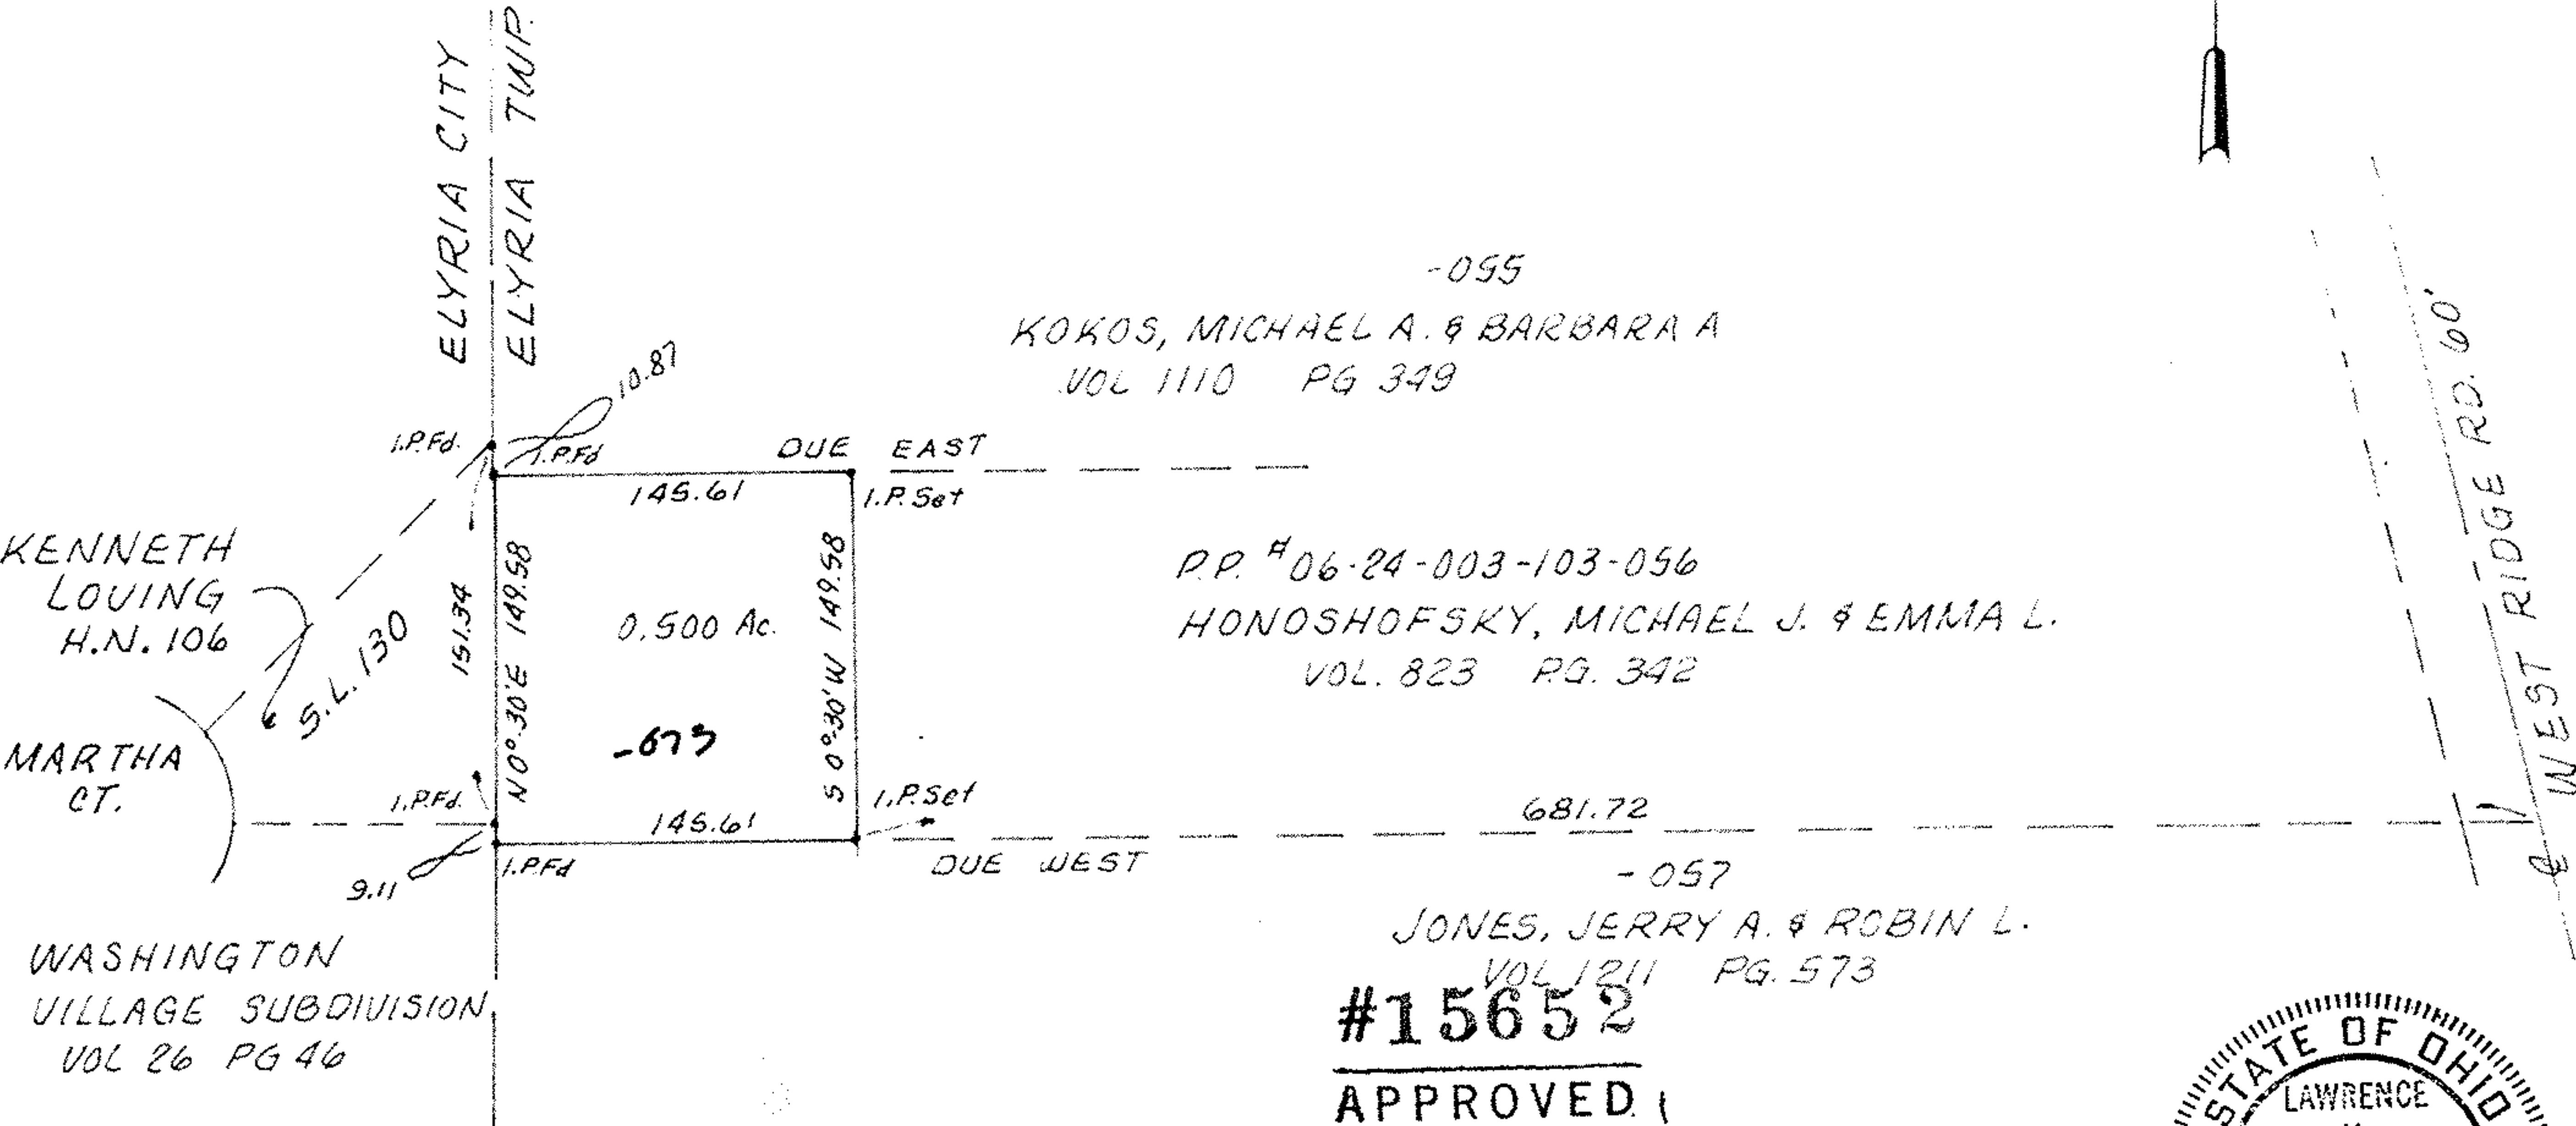 ELYRIA CITY
ELYRIA TWP.
-055
KOKOS, MICHAEL A. & BARBARA A
VOL 1110 PG 349
10.87
I.P.Fd.
I.P.Fd
DUE EAST
145.61
I.P.Set
KENNETH
LOVING
H.N. 106
S.L. 130
151.34
N 0°-30'E 149.58
0.500 Ac.
S 0°-30'W 149.58
P.P. #06-24-003-103-056
HONOSHOFSKY, MICHAEL J. & EMMA L.
VOL. 823 PG. 342
WEST RIDGE RD. 60'
-073
MARTHA
CT.
I.P.Fd.
145.61
I.P.Set
681.72
DUE WEST
I.P.Fd
9.11
-057
JONES, JERRY A. & ROBIN L.
VOL 1211 PG. 573
WASHINGTON
VILLAGE SUBDIVISION
VOL 26 PG 46
#15652
APPROVED
STATE OF OHIO
LAWRENCE